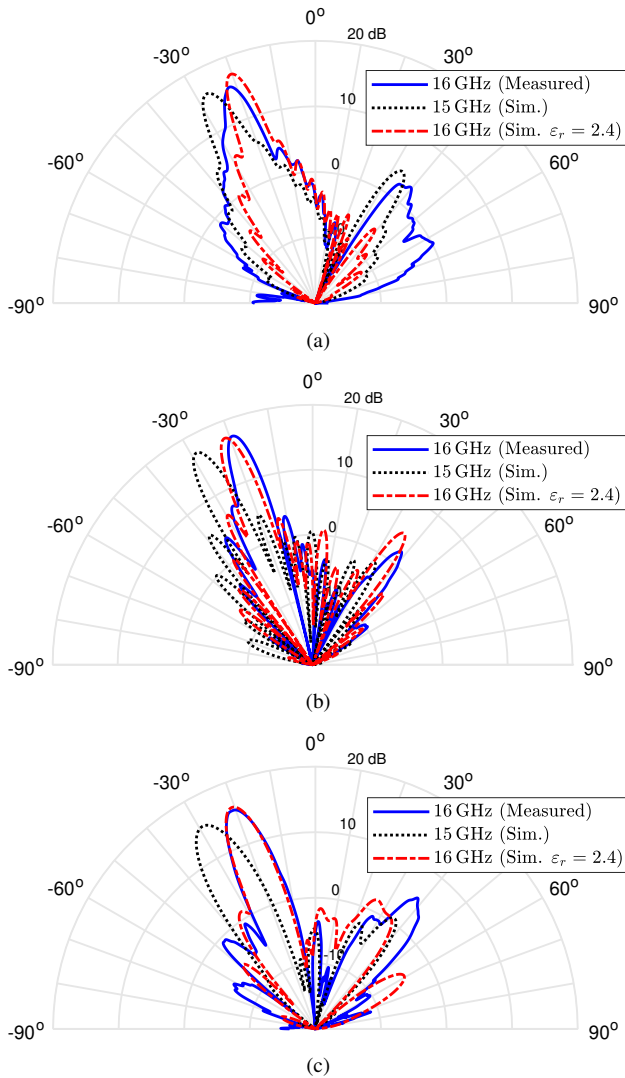 0°
20 dB
-30°
30°
16 GHz (Measured)
15 GHz (Sim.)
16 GHz (Sim. εr = 2.4)
10
-60°
60°
0
-90°
90°
(a)
0°
20 dB
-30°
30°
16 GHz (Measured)
15 GHz (Sim.)
16 GHz (Sim. εr = 2.4)
10
-60°
60°
0
-90°
90°
(b)
0°
20 dB
-30°
30°
16 GHz (Measured)
15 GHz (Sim.)
16 GHz (Sim. εr = 2.4)
10
-60°
60°
0
-10
-90°
90°
(c)